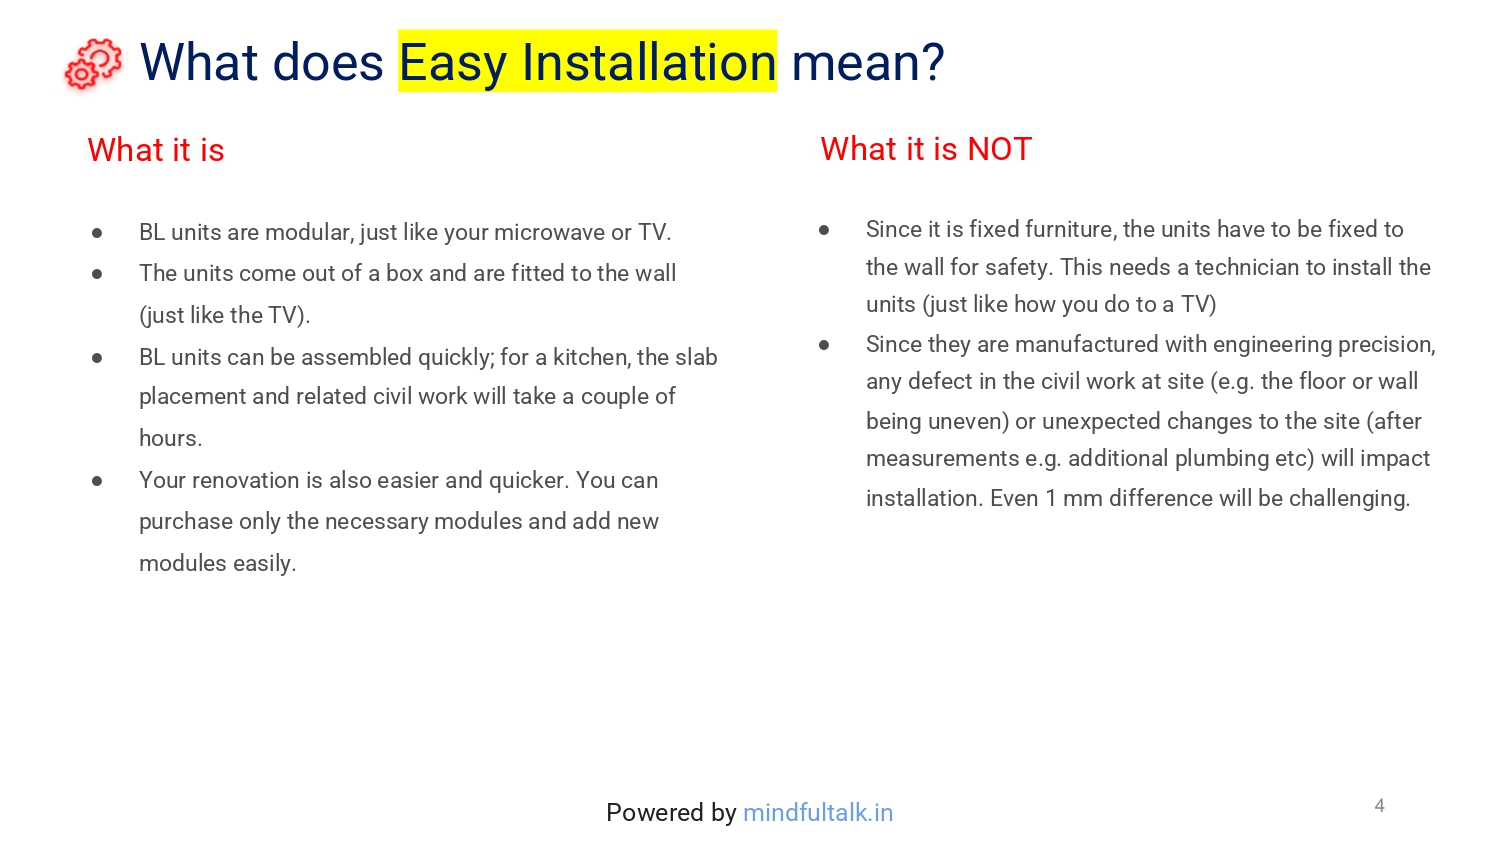 What does Easy Installation mean?
What it is
● BL units are modular, just like your microwave or TV.
● The units come out of a box and are fitted to the wall
(just like the TV).
● BL units can be assembled quickly; for a kitchen, the slab
placement and related civil work will take a couple of
hours.
● Your renovation is also easier and quicker. You can
purchase only the necessary modules and add new
modules easily.
What it is NOT
● Since it is fixed furniture, the units have to be fixed to
the wall for safety. This needs a technician to install the
units (just like how you do to a TV)
● Since they are manufactured with engineering precision,
any defect in the civil work at site (e.g. the floor or wall
being uneven) or unexpected changes to the site (after
measurements e.g. additional plumbing etc) will impact
installation. Even 1 mm difference will be challenging.
Powered by mindfultalk.in
4